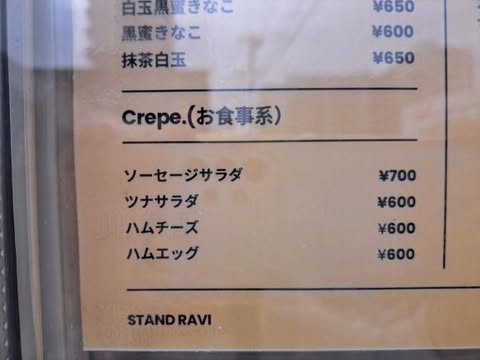 白玉黒蜜きなこ ¥650
黒蜜きなこ ¥600
抹茶白玉 ¥650
Crepe.(お食事系)
ソーセージサラダ ¥700
ツナサラダ ¥600
ハムチーズ ¥600
ハムエッグ ¥600
STAND RAVI